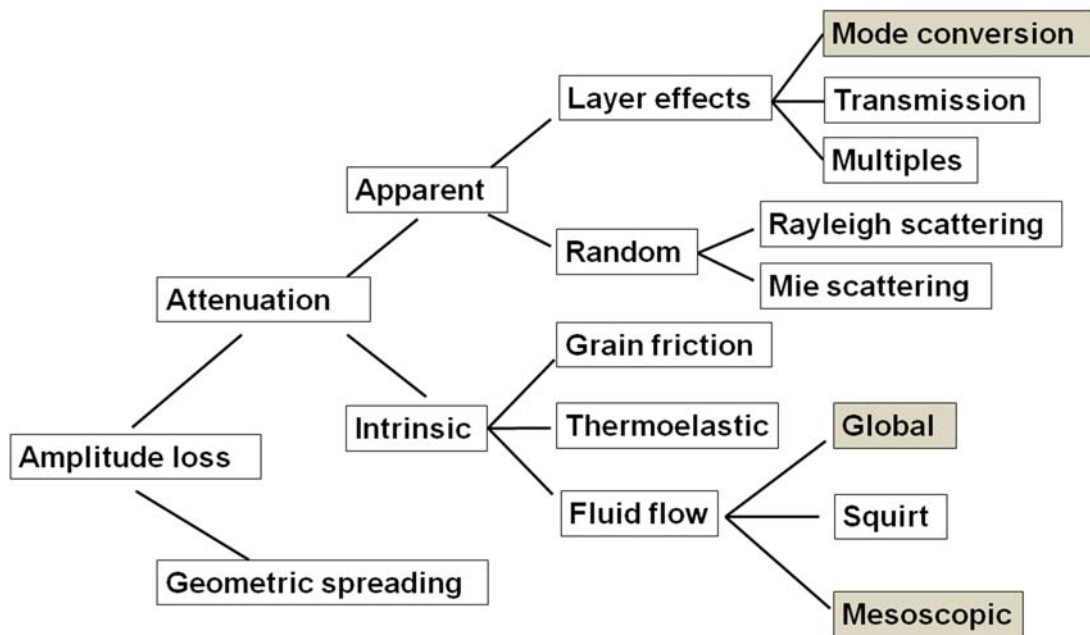 Mode conversion
Layer effects
Transmission
Multiples
Apparent
Rayleigh scattering
Random
Mie scattering
Attenuation
Grain friction
Intrinsic
Thermoelastic
Global
Amplitude loss
Fluid flow
Squirt
Geometric spreading
Mesoscopic